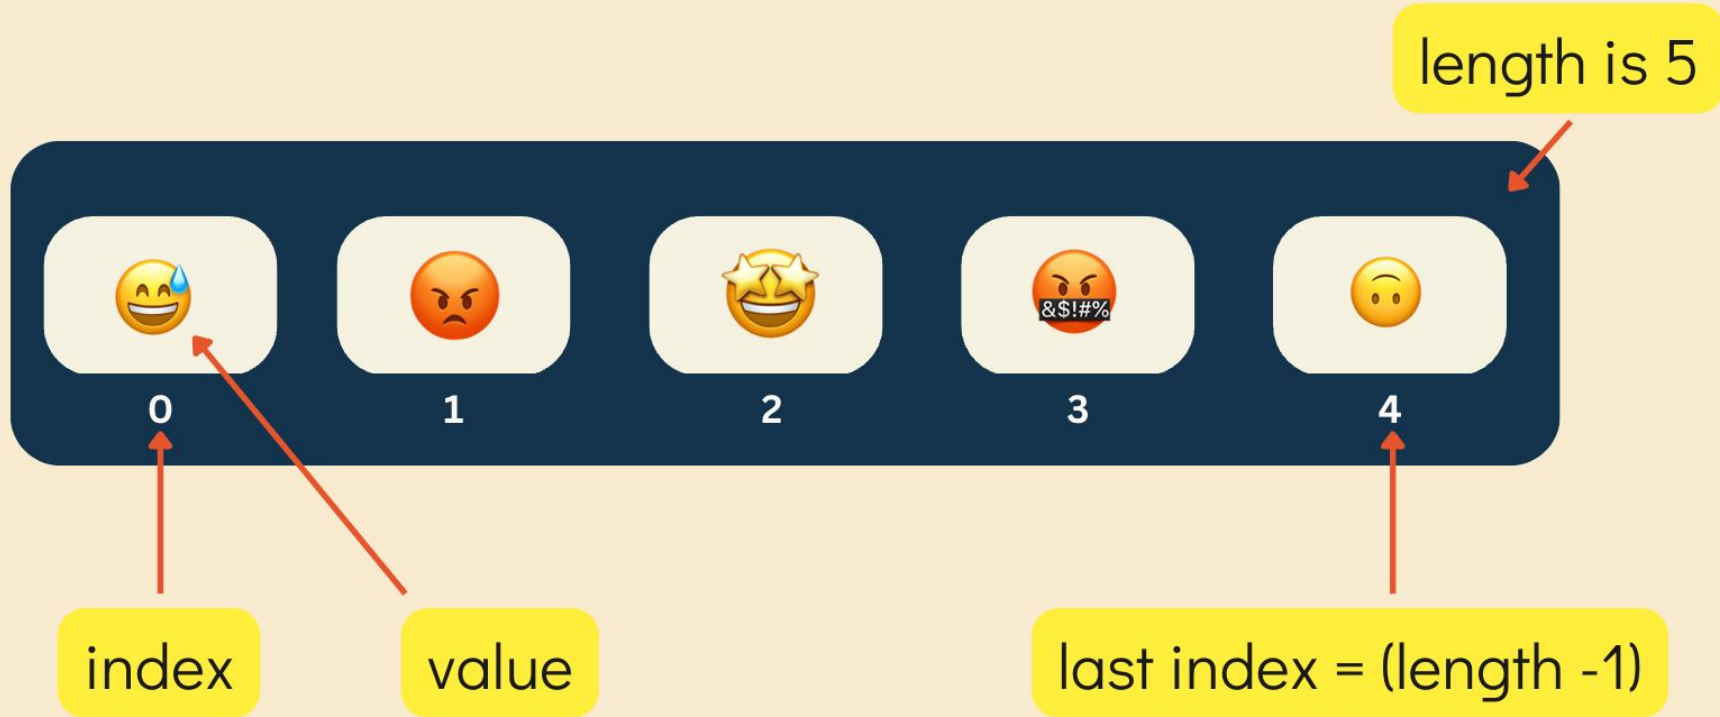 length is 5
&$!#%
0 1 2 3 4
index value last index = (length -1)